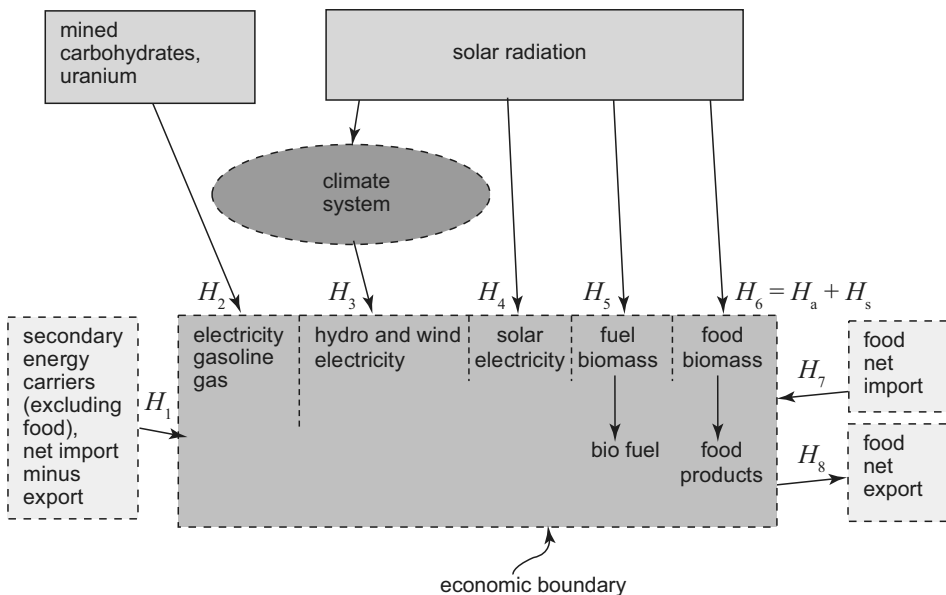 mined
carbohydrates,
uranium
solar radiation
climate
system
H2
H3
H4
H5
H6 = Ha + Hs
secondary
energy
carriers
(excluding
food),
net import
minus
export
H1
electricity
gasoline
gas
hydro and wind
electricity
solar
electricity
fuel
biomass
food
biomass
bio fuel
food
products
H7
food
net
import
H8
food
net
export
economic boundary